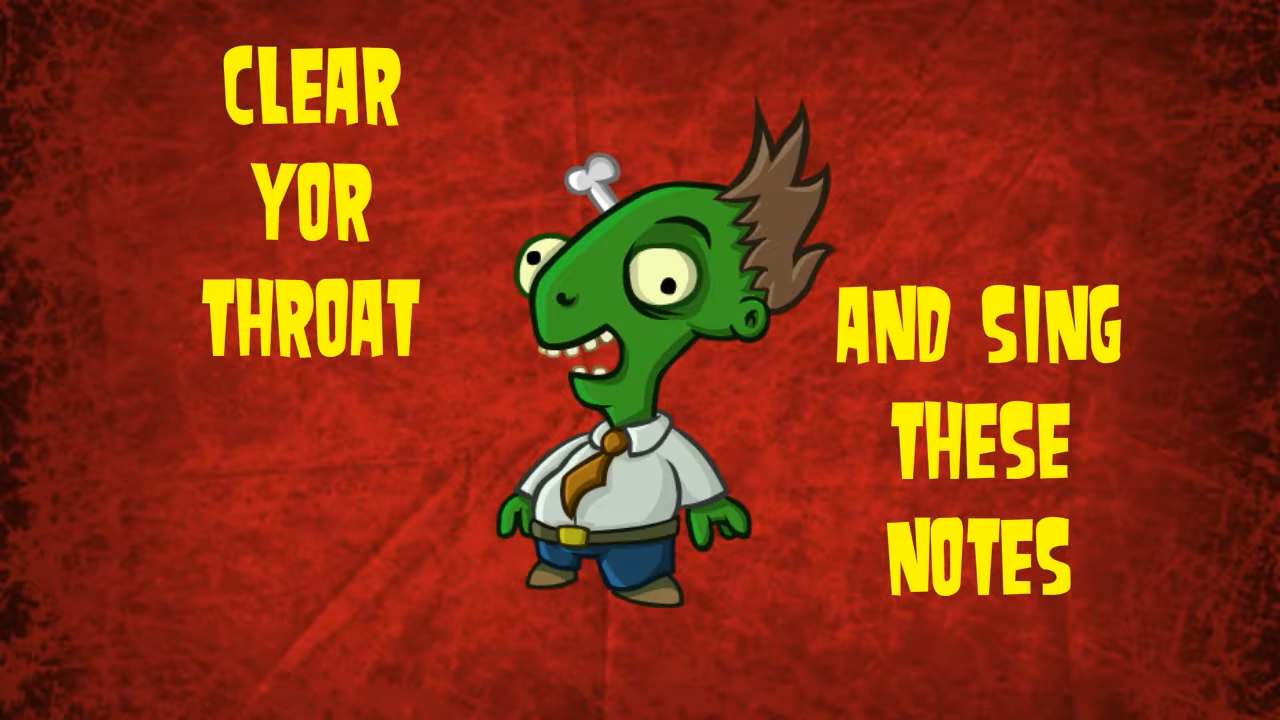 CLEAR
YOR
THROAT
AND SING
THESE
NOTES